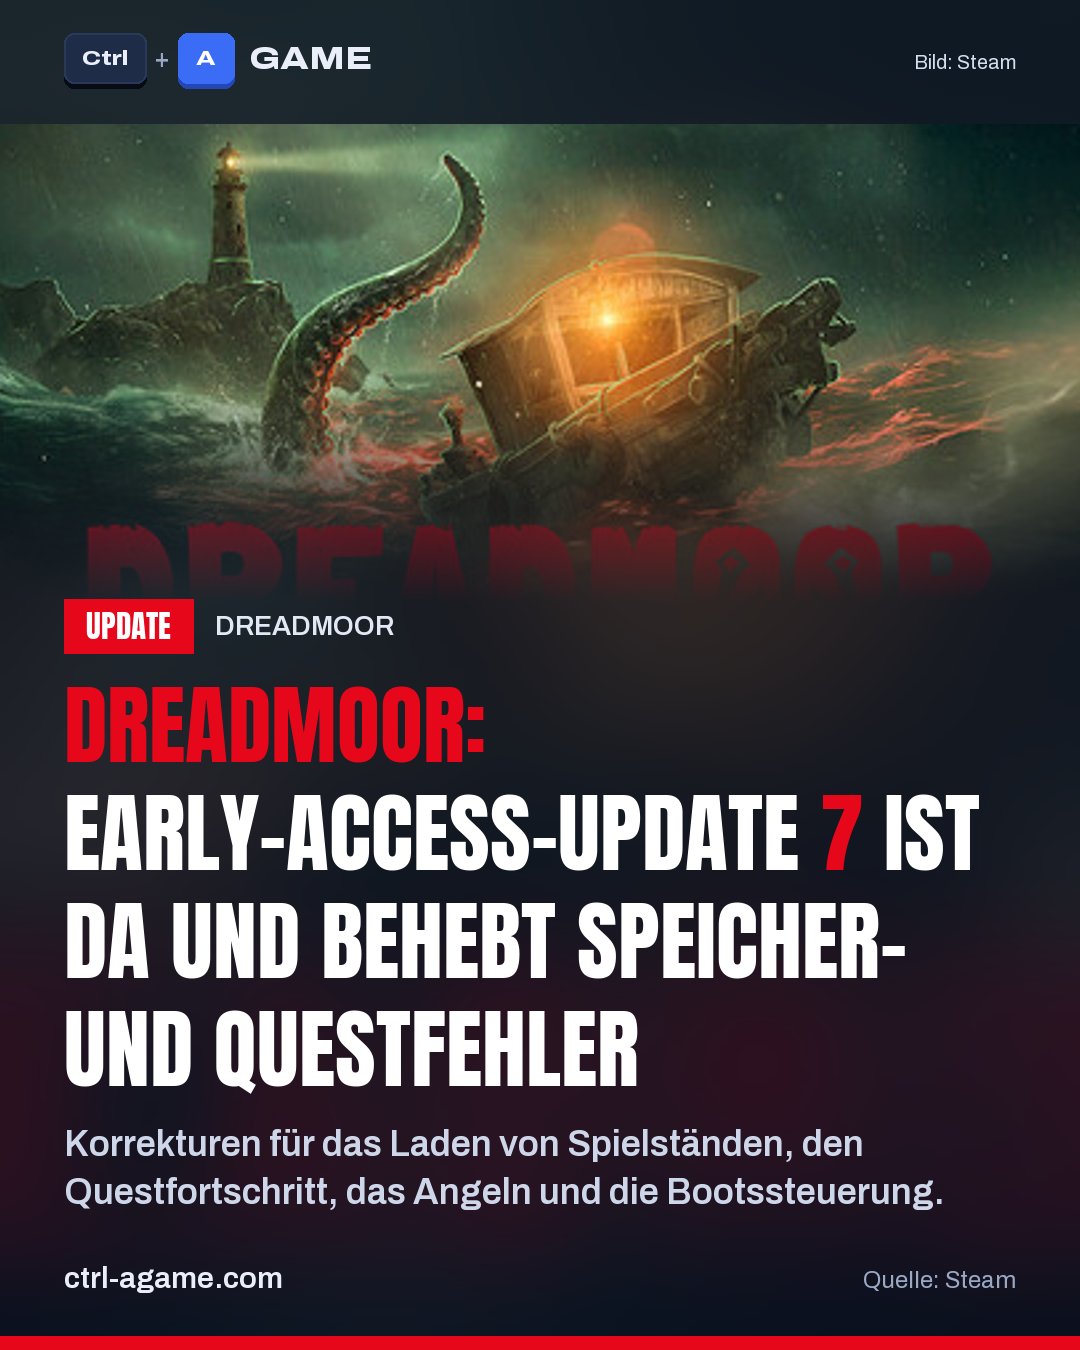 Ctrl + A GAME
Bild: Steam
DREADMOOR
UPDATE
DREADMOOR
DREADMOOR:
EARLY-ACCESS-UPDATE 7 IST
DA UND BEHEBT SPEICHER-
UND QUESTFEHLER
Korrekturen für das Laden von Spielständen, den
Questfortschritt, das Angeln und die Bootssteuerung.
ctrl-agame.com
Quelle: Steam